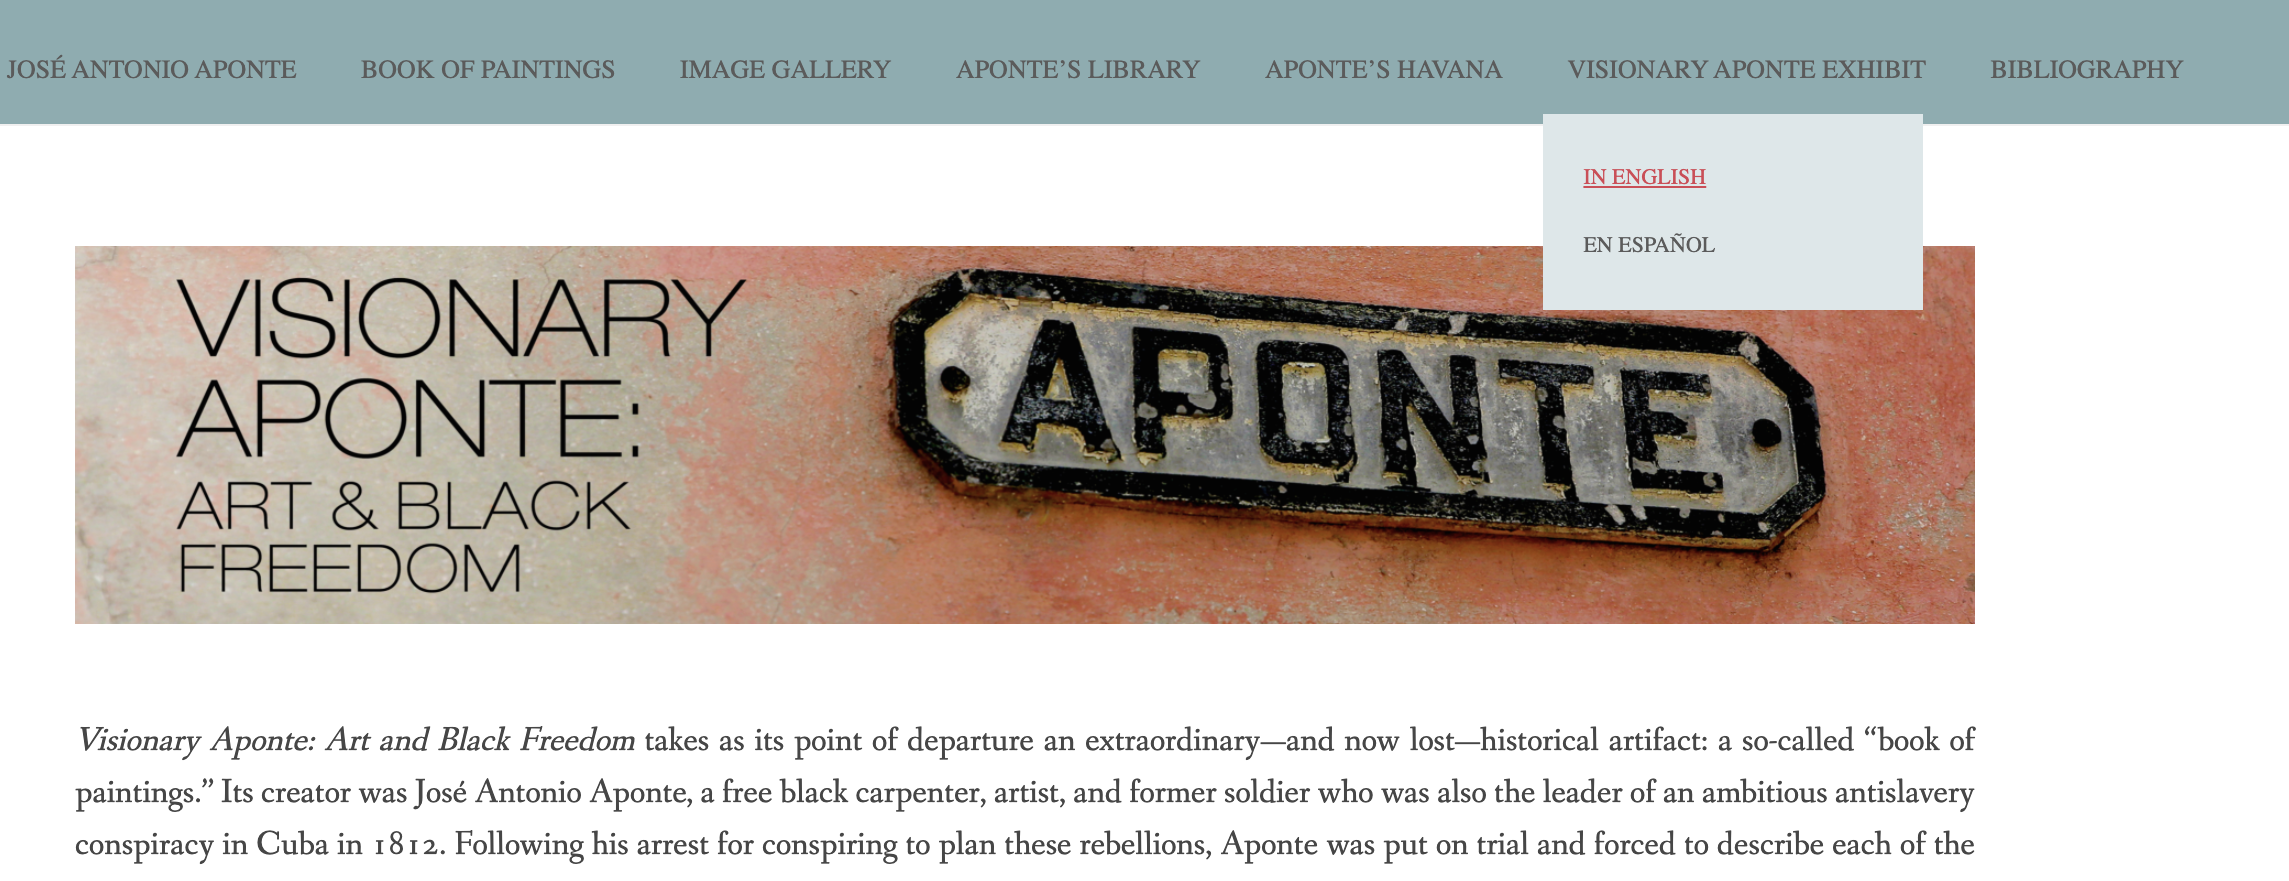 JOSÉ ANTONIO APONTE BOOK OF PAINTINGS IMAGE GALLERY APONTE’S LIBRARY APONTE’S HAVANA VISIONARY APONTE EXHIBIT BIBLIOGRAPHY
IN ENGLISH
EN ESPAÑOL
VISIONARY
APONTE:
ART & BLACK
FREEDOM
APONTE
Visionary Aponte: Art and Black Freedom takes as its point of departure an extraordinary—and now lost—historical artifact: a so-called “book of
paintings.” Its creator was José Antonio Aponte, a free black carpenter, artist, and former soldier who was also the leader of an ambitious antislavery
conspiracy in Cuba in 1812. Following his arrest for conspiring to plan these rebellions, Aponte was put on trial and forced to describe each of the